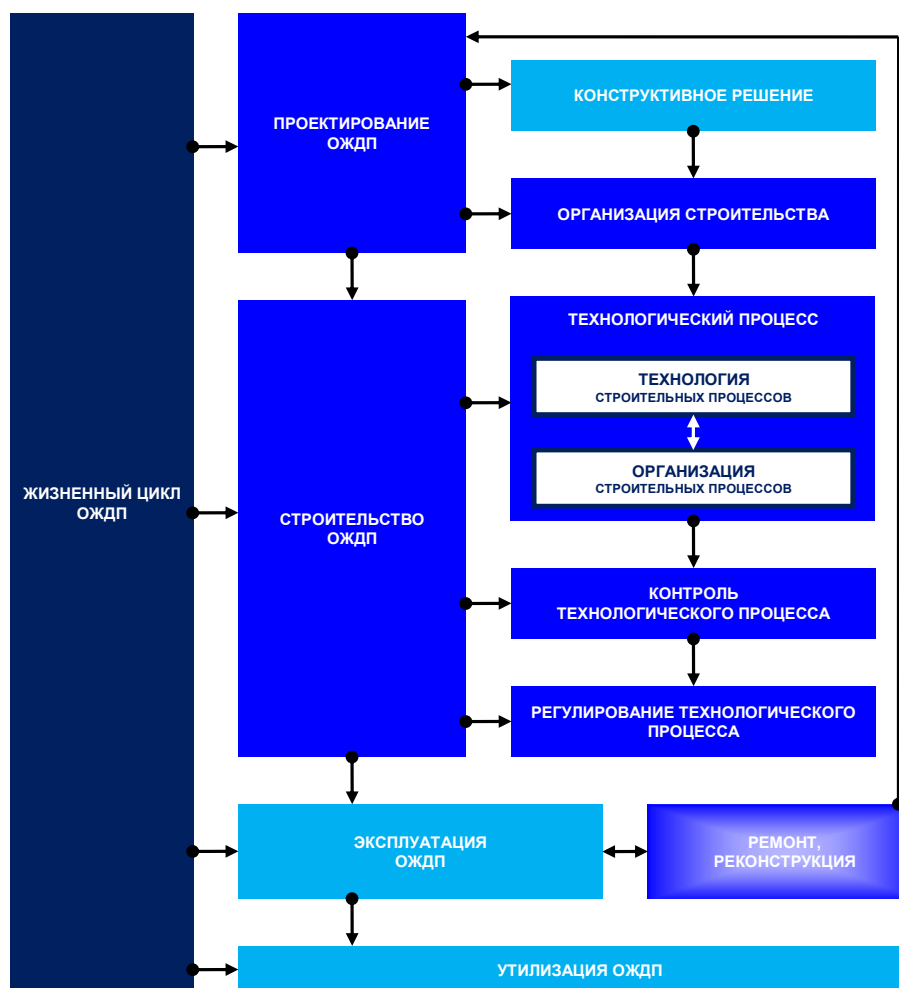 ПРОЕКТИРОВАНИЕ
ОЖДП
КОНСТРУКТИВНОЕ РЕШЕНИЕ
ОРГАНИЗАЦИЯ СТРОИТЕЛЬСТВА
ТЕХНОЛОГИЧЕСКИЙ ПРОЦЕСС
ТЕХНОЛОГИЯ
СТРОИТЕЛЬНЫХ ПРОЦЕССОВ
ОРГАНИЗАЦИЯ
СТРОИТЕЛЬНЫХ ПРОЦЕССОВ
ЖИЗНЕННЫЙ ЦИКЛ
ОЖДП
СТРОИТЕЛЬСТВО
ОЖДП
КОНТРОЛЬ
ТЕХНОЛОГИЧЕСКОГО ПРОЦЕССА
РЕГУЛИРОВАНИЕ ТЕХНОЛОГИЧЕСКОГО
ПРОЦЕССА
ЭКСПЛУАТАЦИЯ
ОЖДП
РЕМОНТ,
РЕКОНСТРУКЦИЯ
УТИЛИЗАЦИЯ ОЖДП